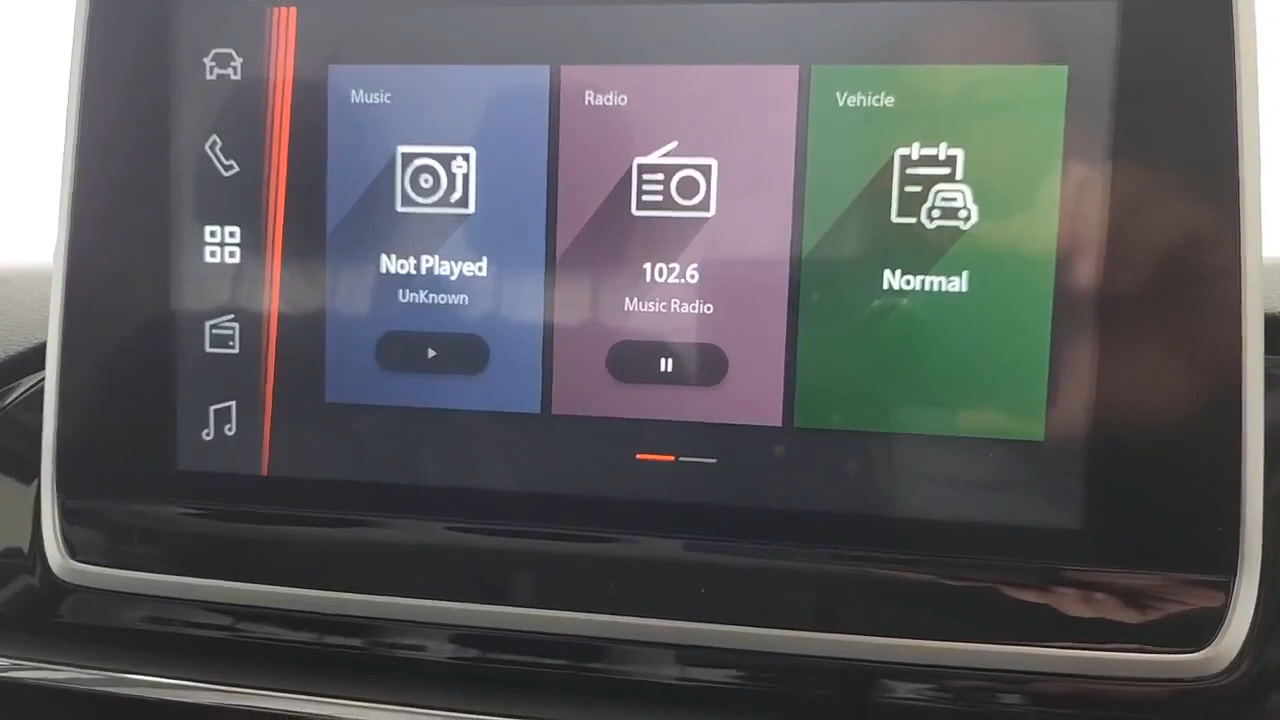 Music
Not Played
UnKnown
Radio
102.6
Music Radio
Vehicle
Normal